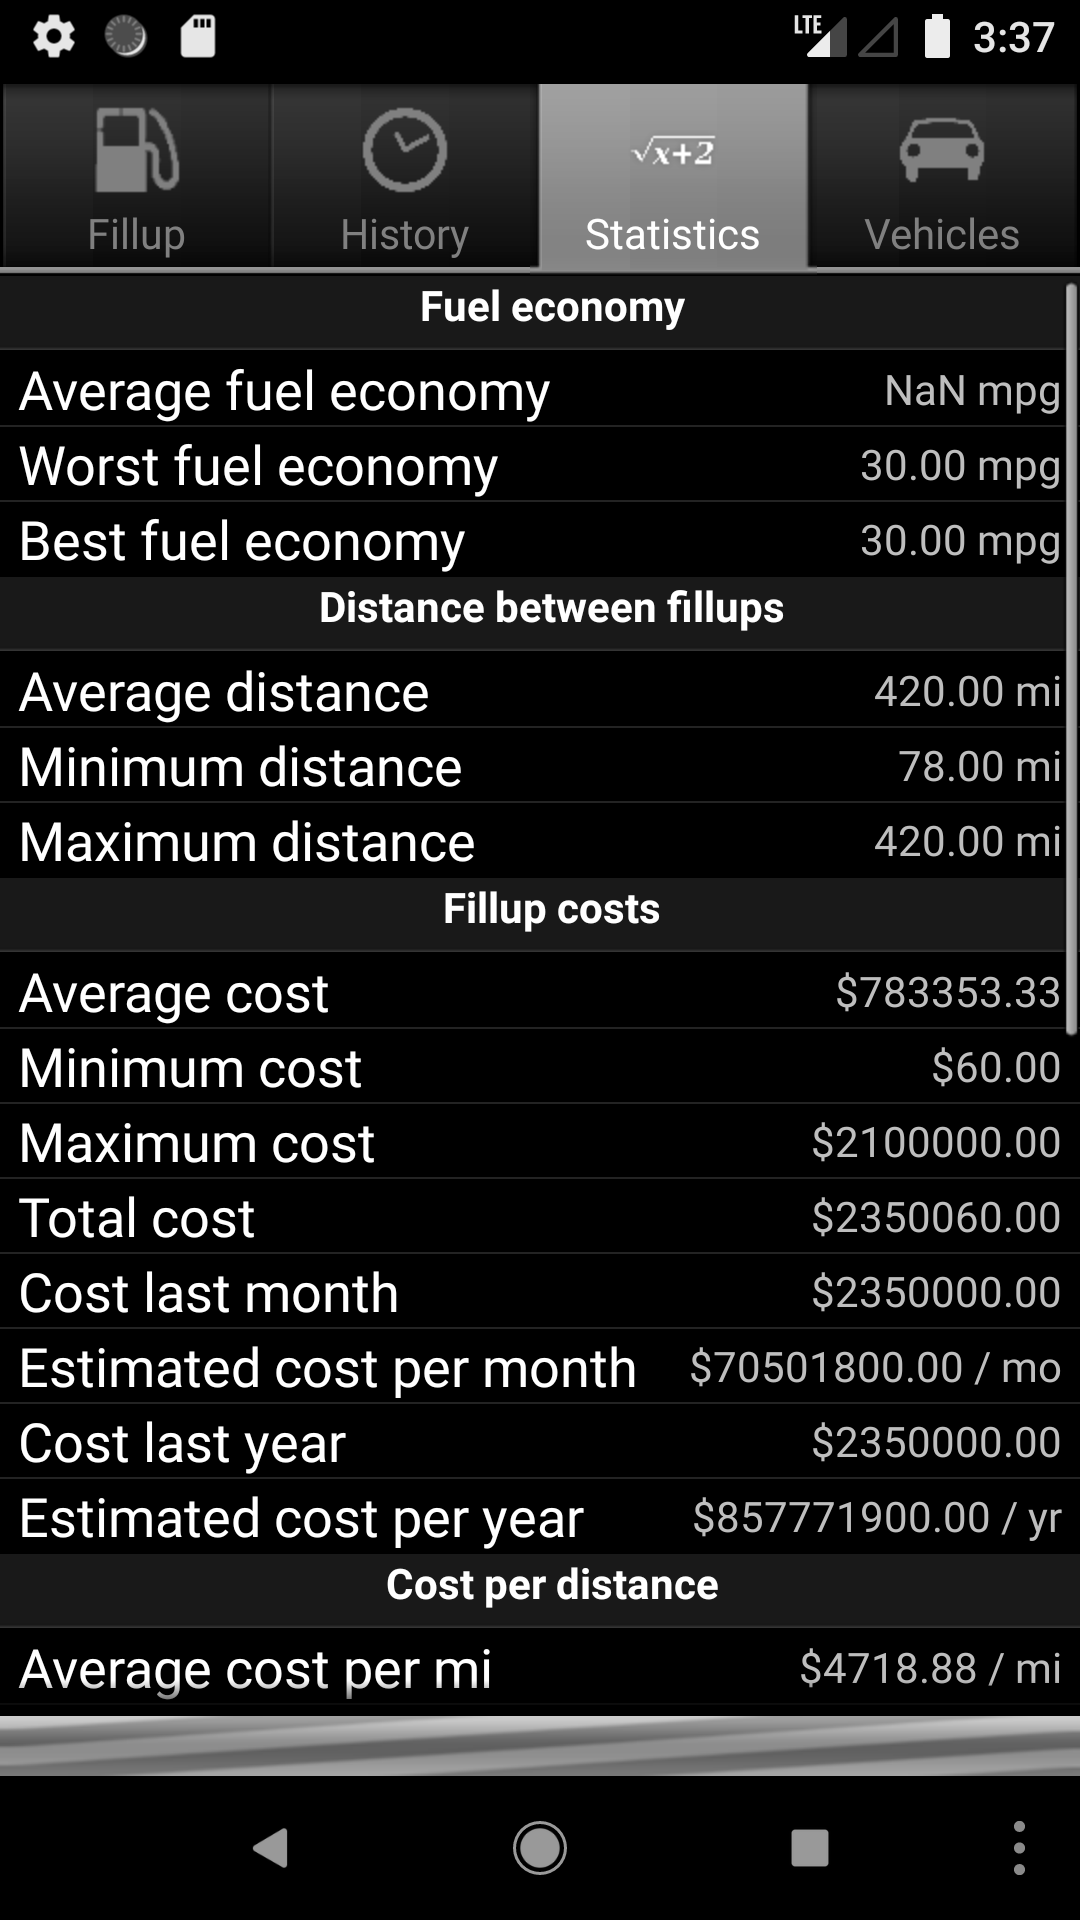 LTE 3:37
√x+2
Fillup History Statistics Vehicles
Fuel economy
Average fuel economy NaN mpg
Worst fuel economy 30.00 mpg
Best fuel economy 30.00 mpg
Distance between fillups
Average distance 420.00 mi
Minimum distance 78.00 mi
Maximum distance 420.00 mi
Fillup costs
Average cost $783353.33
Minimum cost $60.00
Maximum cost $2100000.00
Total cost $2350060.00
Cost last month $2350000.00
Estimated cost per month $70501800.00 / mo
Cost last year $2350000.00
Estimated cost per year $857771900.00 / yr
Cost per distance
Average cost per mi $4718.88 / mi